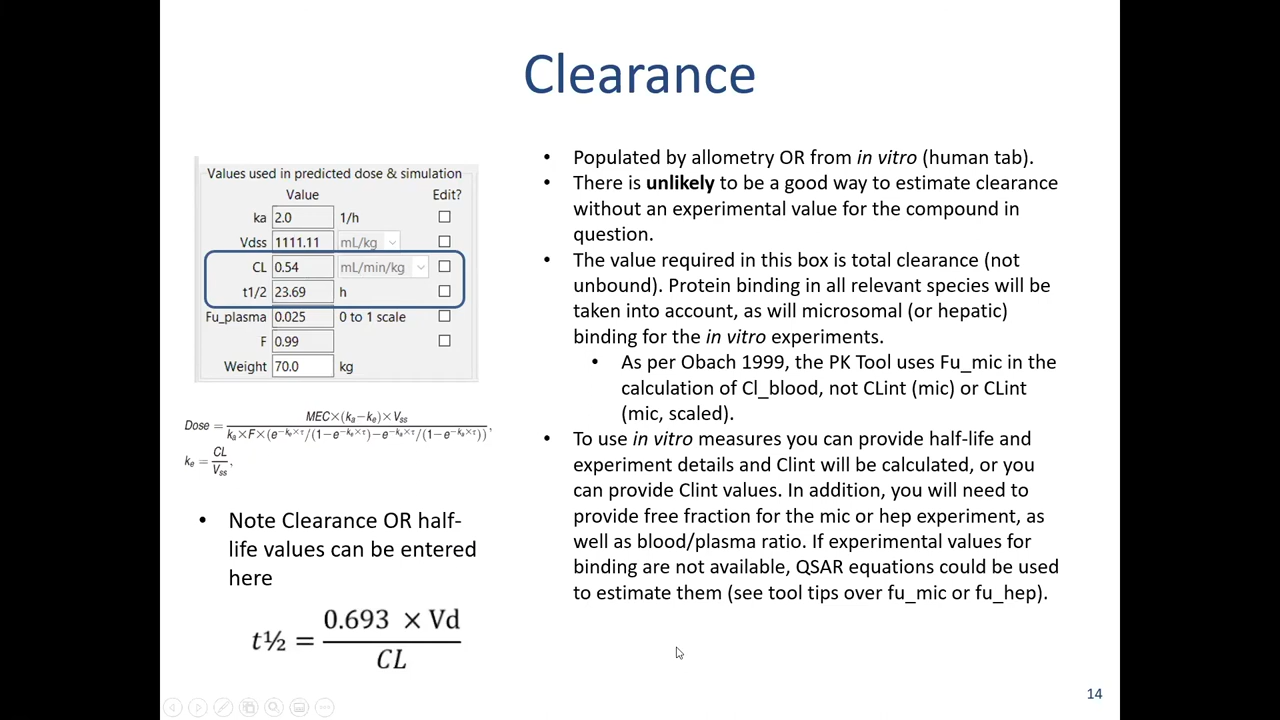 Clearance
Values used in predicted dose & simulation
Value Edit?
ka 2.0 1/h
Vdss 1111.11 mL/kg
CL 0.54 mL/min/kg
t1/2 23.69 h
Fu_plasma 0.025 0 to 1 scale
F 0.99
Weight 70.0 kg
Dose = MEC×(kₐ−kₑ)×Vₛₛ / kₐ×F×(e^(−kₑ×τ)/(1−e^(−kₑ×τ))−e^(−kₐ×τ)/(1−e^(−kₐ×τ))),
kₑ = CL / Vₛₛ,
• Note Clearance OR half-
life values can be entered
here
t½ = 0.693 × Vd / CL
• Populated by allometry OR from in vitro (human tab).
• There is unlikely to be a good way to estimate clearance
without an experimental value for the compound in
question.
• The value required in this box is total clearance (not
unbound). Protein binding in all relevant species will be
taken into account, as will microsomal (or hepatic)
binding for the in vitro experiments.
• As per Obach 1999, the PK Tool uses Fu_mic in the
calculation of Cl_blood, not CLint (mic) or CLint
(mic, scaled).
• To use in vitro measures you can provide half-life and
experiment details and Clint will be calculated, or you
can provide Clint values. In addition, you will need to
provide free fraction for the mic or hep experiment, as
well as blood/plasma ratio. If experimental values for
binding are not available, QSAR equations could be used
to estimate them (see tool tips over fu_mic or fu_hep).
14